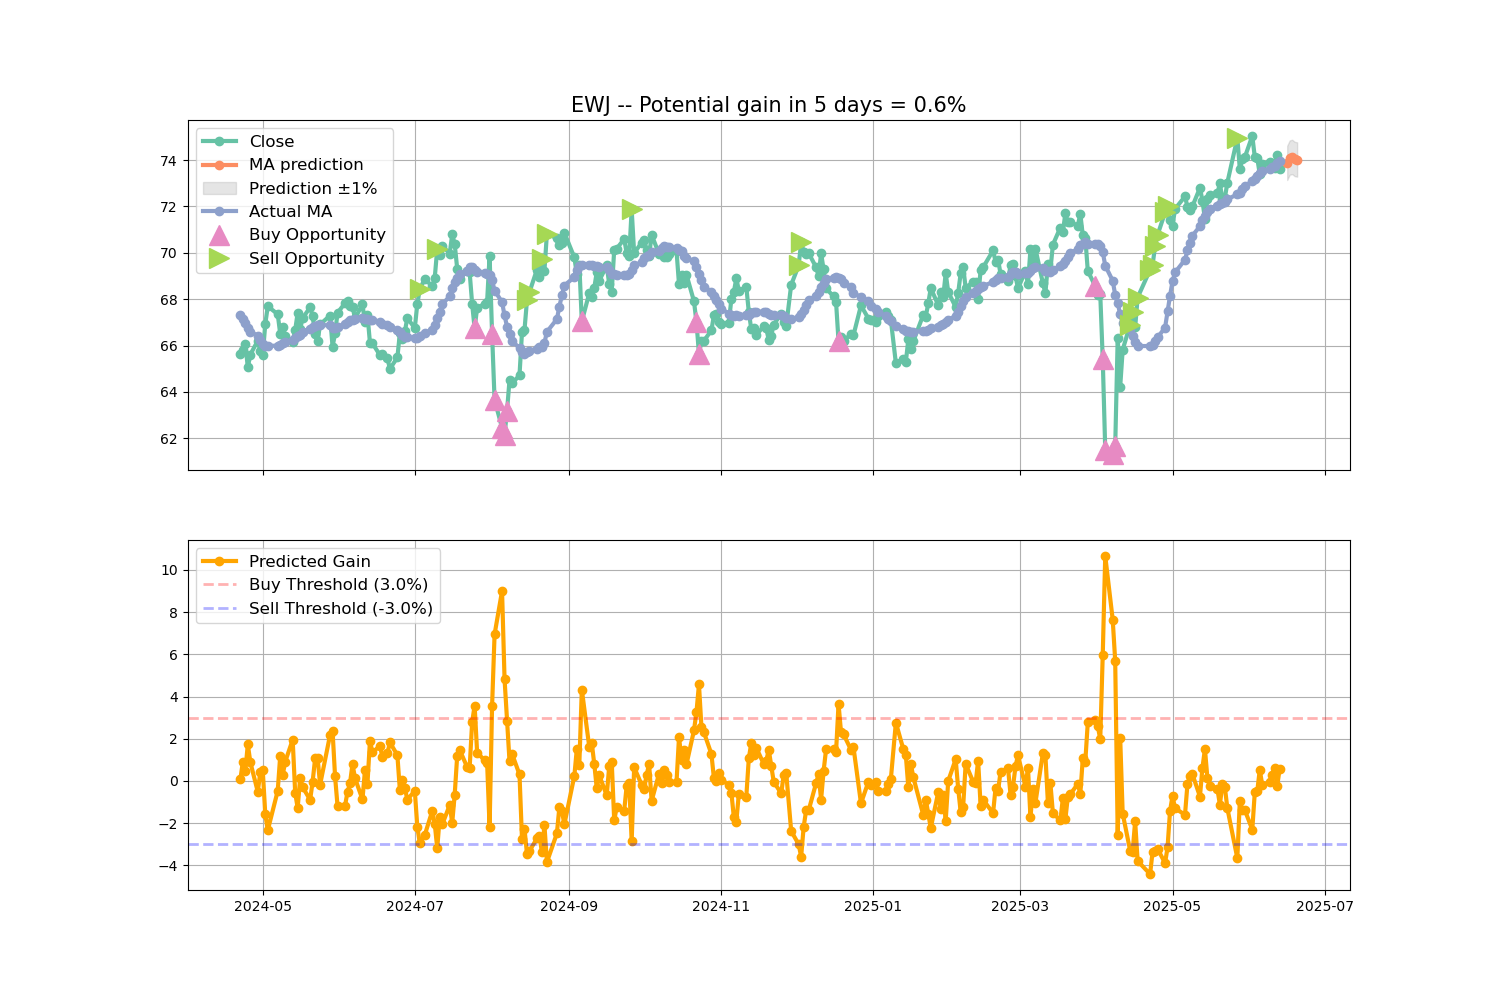 EWJ -- Potential gain in 5 days = 0.6%
Close
MA prediction
Prediction ±1%
Actual MA
Buy Opportunity
Sell Opportunity
74
72
70
68
66
64
62
Predicted Gain
Buy Threshold (3.0%)
Sell Threshold (-3.0%)
10
8
6
4
2
0
−2
−4
2024-05 2024-07 2024-09 2024-11 2025-01 2025-03 2025-05 2025-07